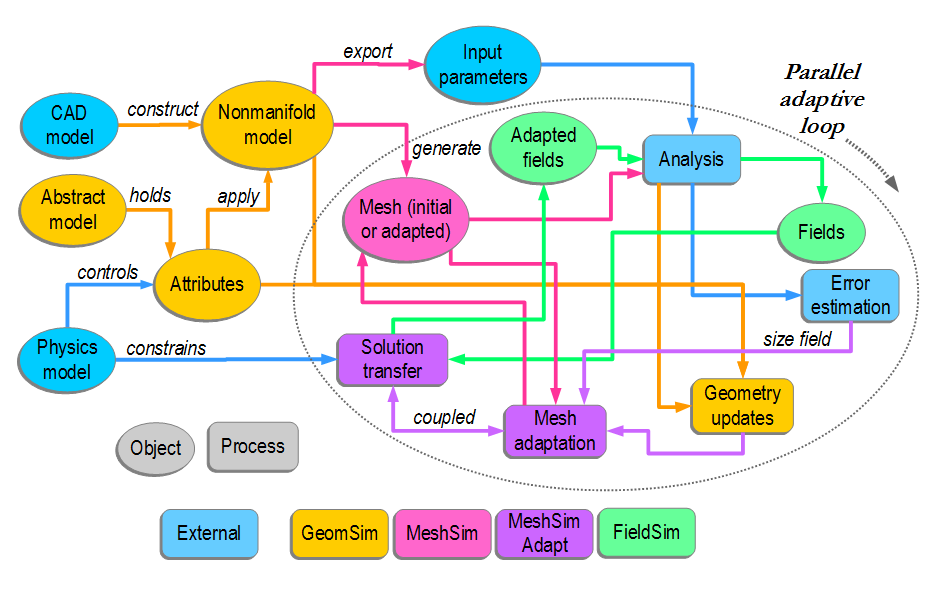 export
Input
parameters
Parallel
adaptive
loop
CAD
model
construct
Nonmanifold
model
generate
Adapted
fields
Analysis
Abstract
model
holds
apply
Mesh (initial
or adapted)
Fields
controls
Attributes
Error
estimation
Physics
model
constrains
Solution
transfer
size field
Geometry
updates
coupled
Mesh
adaptation
Object
Process
External
GeomSim
MeshSim
MeshSim
Adapt
FieldSim